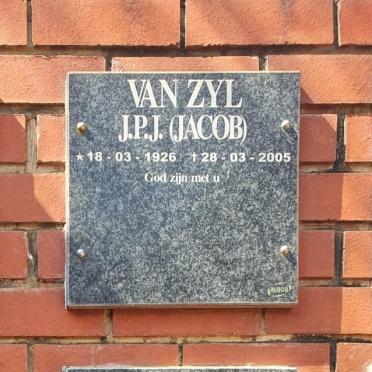 VAN ZYL
J.P.J. (JACOB)
★ 18 - 03 - 1926 † 28 - 03 - 2005
God zijn met u